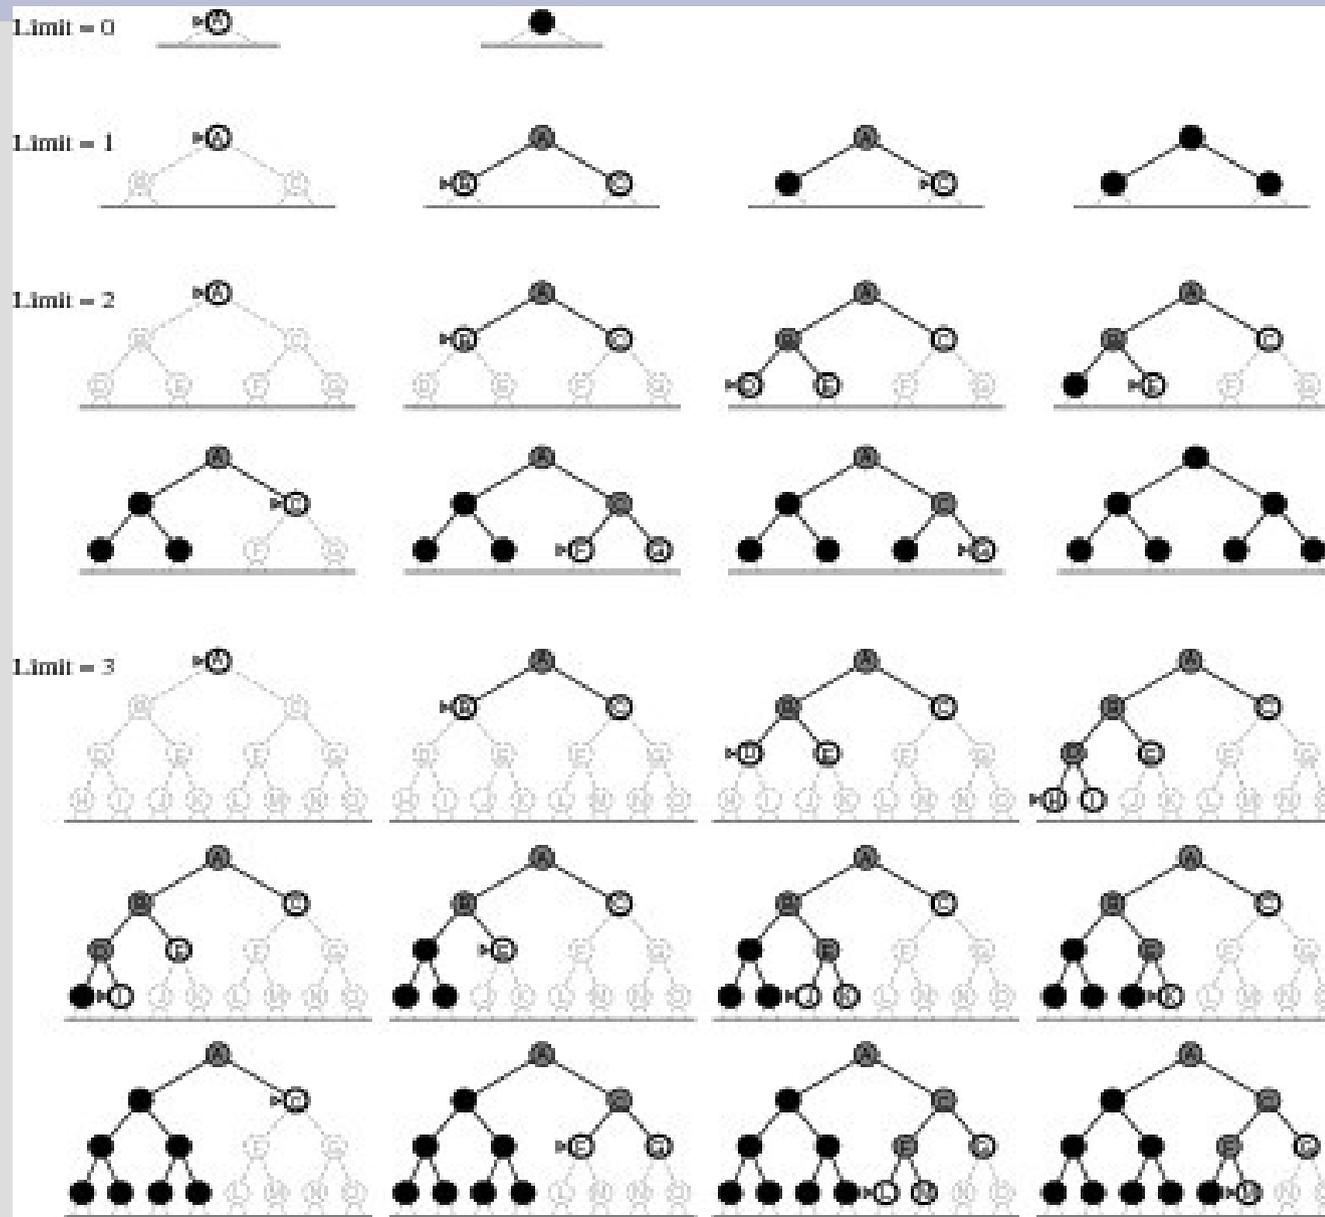 Limit = 0 A
Limit = 1 A A A
B C B C C
Limit = 2 A A A A
B C B C B C B C
D E F G F G D E F G E F G
A A A
C C C
F G F G G
Limit = 3 A A A A
B C B C B C B C
D E F G E F G D E F G D E F G
H I J K L M N O H I J K L M N O H I J K L N O H I J K L M N
A A A A
B C B C B C B C
D E F G E F G E F G E F G
I J K L M N O J K L N O J K L N O K L M N
A A A A
C C C C
F G F G F G F G
L M N O L N O L M N O M N